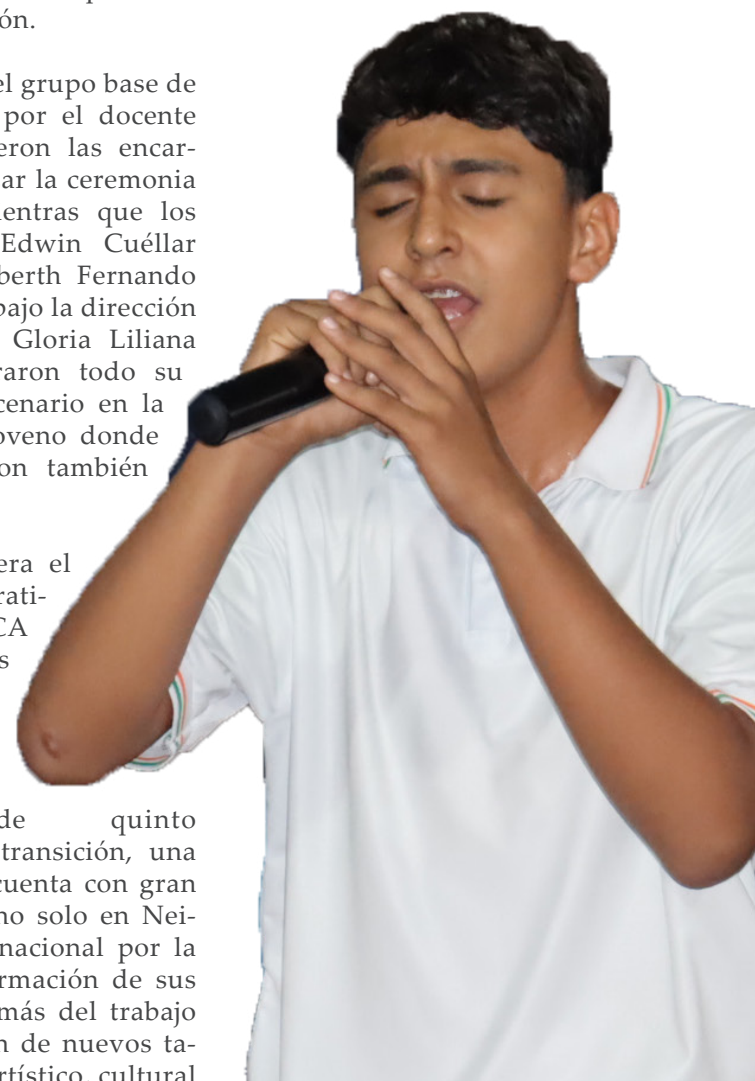 ón.
el grupo base de
por el docente
eron las encar-
ar la ceremonia
entras que los
Edwin Cuéllar
berth Fernando
bajo la dirección
Gloria Liliana
raron todo su
cenario en la
oveno donde
on también
era el
rati-
CA
s
de quinto
transición, una
cuenta con gran
no solo en Nei-
nacional por la
rmación de sus
más del trabajo
n de nuevos ta-
rtístico, cultural